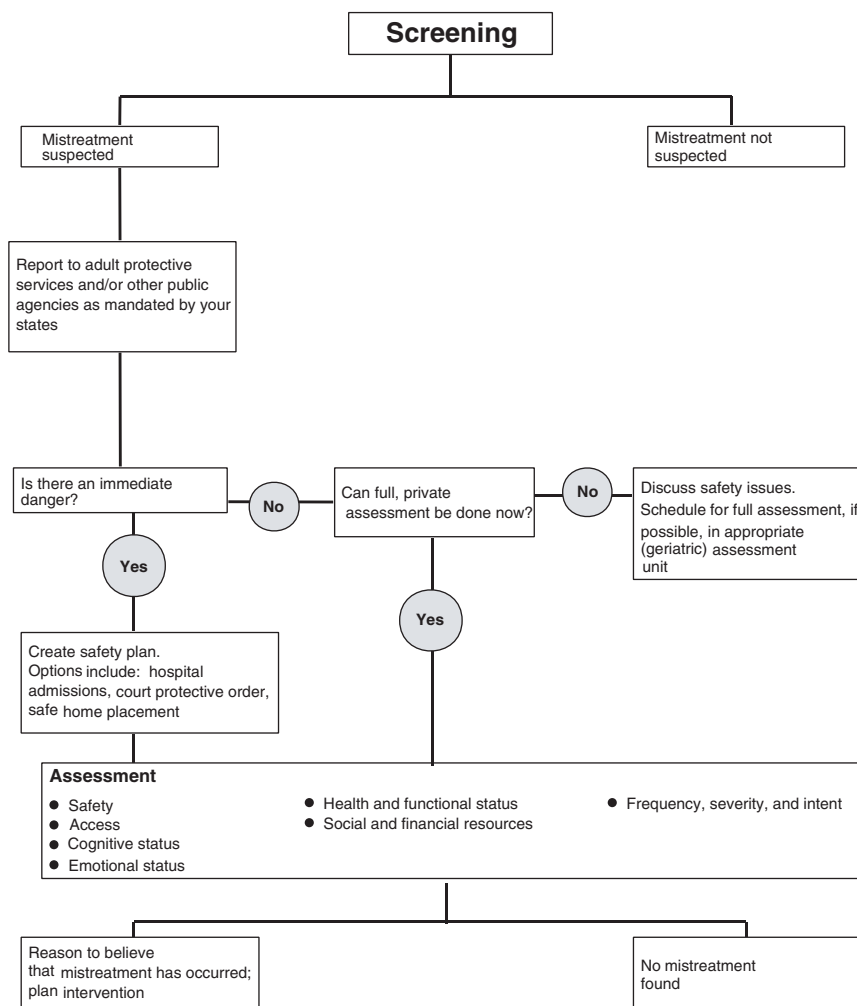 Screening
Mistreatment
suspected
Mistreatment not
suspected
Report to adult protective
services and/or other public
agencies as mandated by your
states
Is there an immediate
danger?
No
Can full, private
assessment be done now?
No
Discuss safety issues.
Schedule for full assessment, if
possible, in appropriate
(geriatric) assessment
unit
Yes
Yes
Create safety plan.
Options include: hospital
admissions, court protective order,
safe home placement
Assessment
● Safety
● Access
● Cognitive status
● Emotional status
● Health and functional status
● Social and financial resources
● Frequency, severity, and intent
Reason to believe
that mistreatment has occurred;
plan intervention
No mistreatment
found